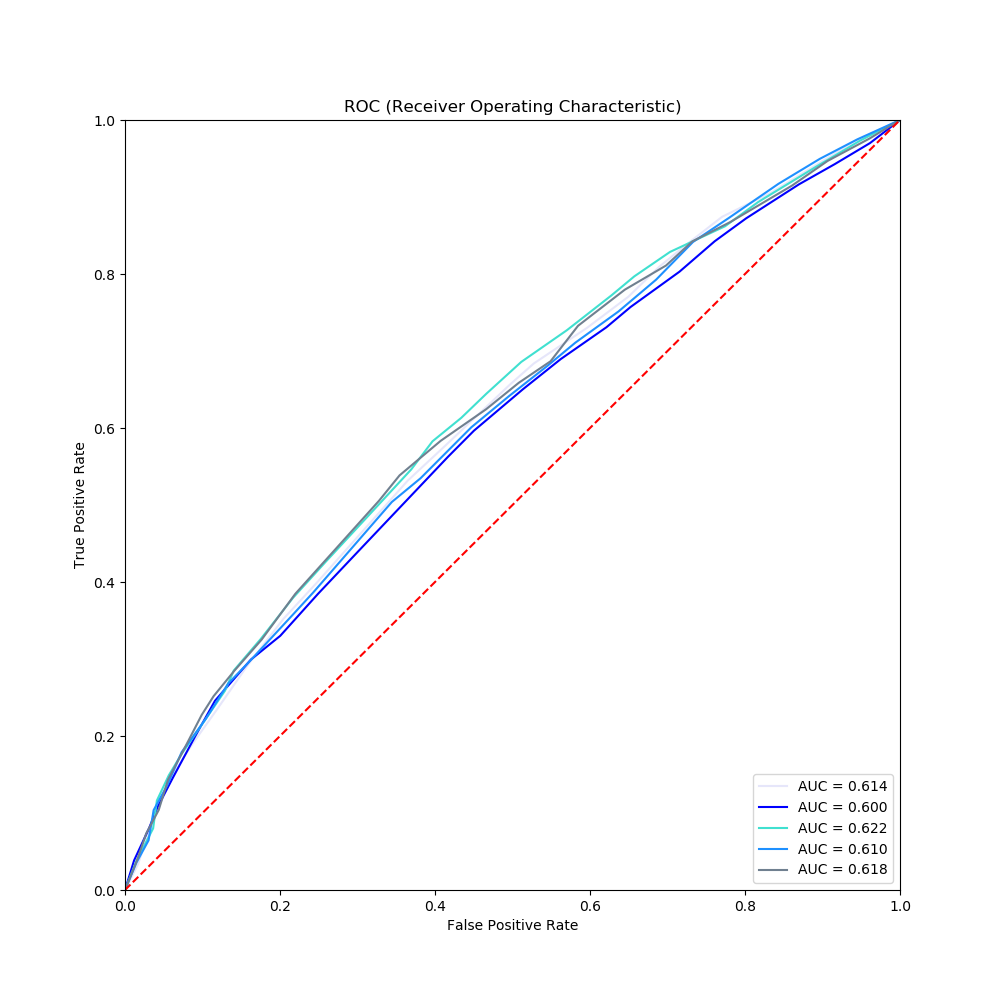 ROC (Receiver Operating Characteristic)
1.0
0.8
0.6
0.4
0.2
0.0
True Positive Rate
AUC = 0.614
AUC = 0.600
AUC = 0.622
AUC = 0.610
AUC = 0.618
0.0 0.2 0.4 0.6 0.8 1.0
False Positive Rate